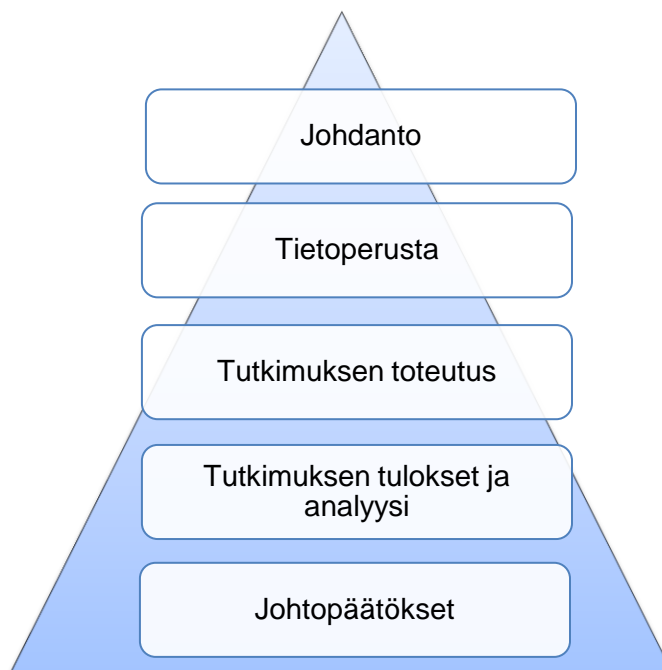 Johdanto
Tietoperusta
Tutkimuksen toteutus
Tutkimuksen tulokset ja
analyysi
Johtopäätökset